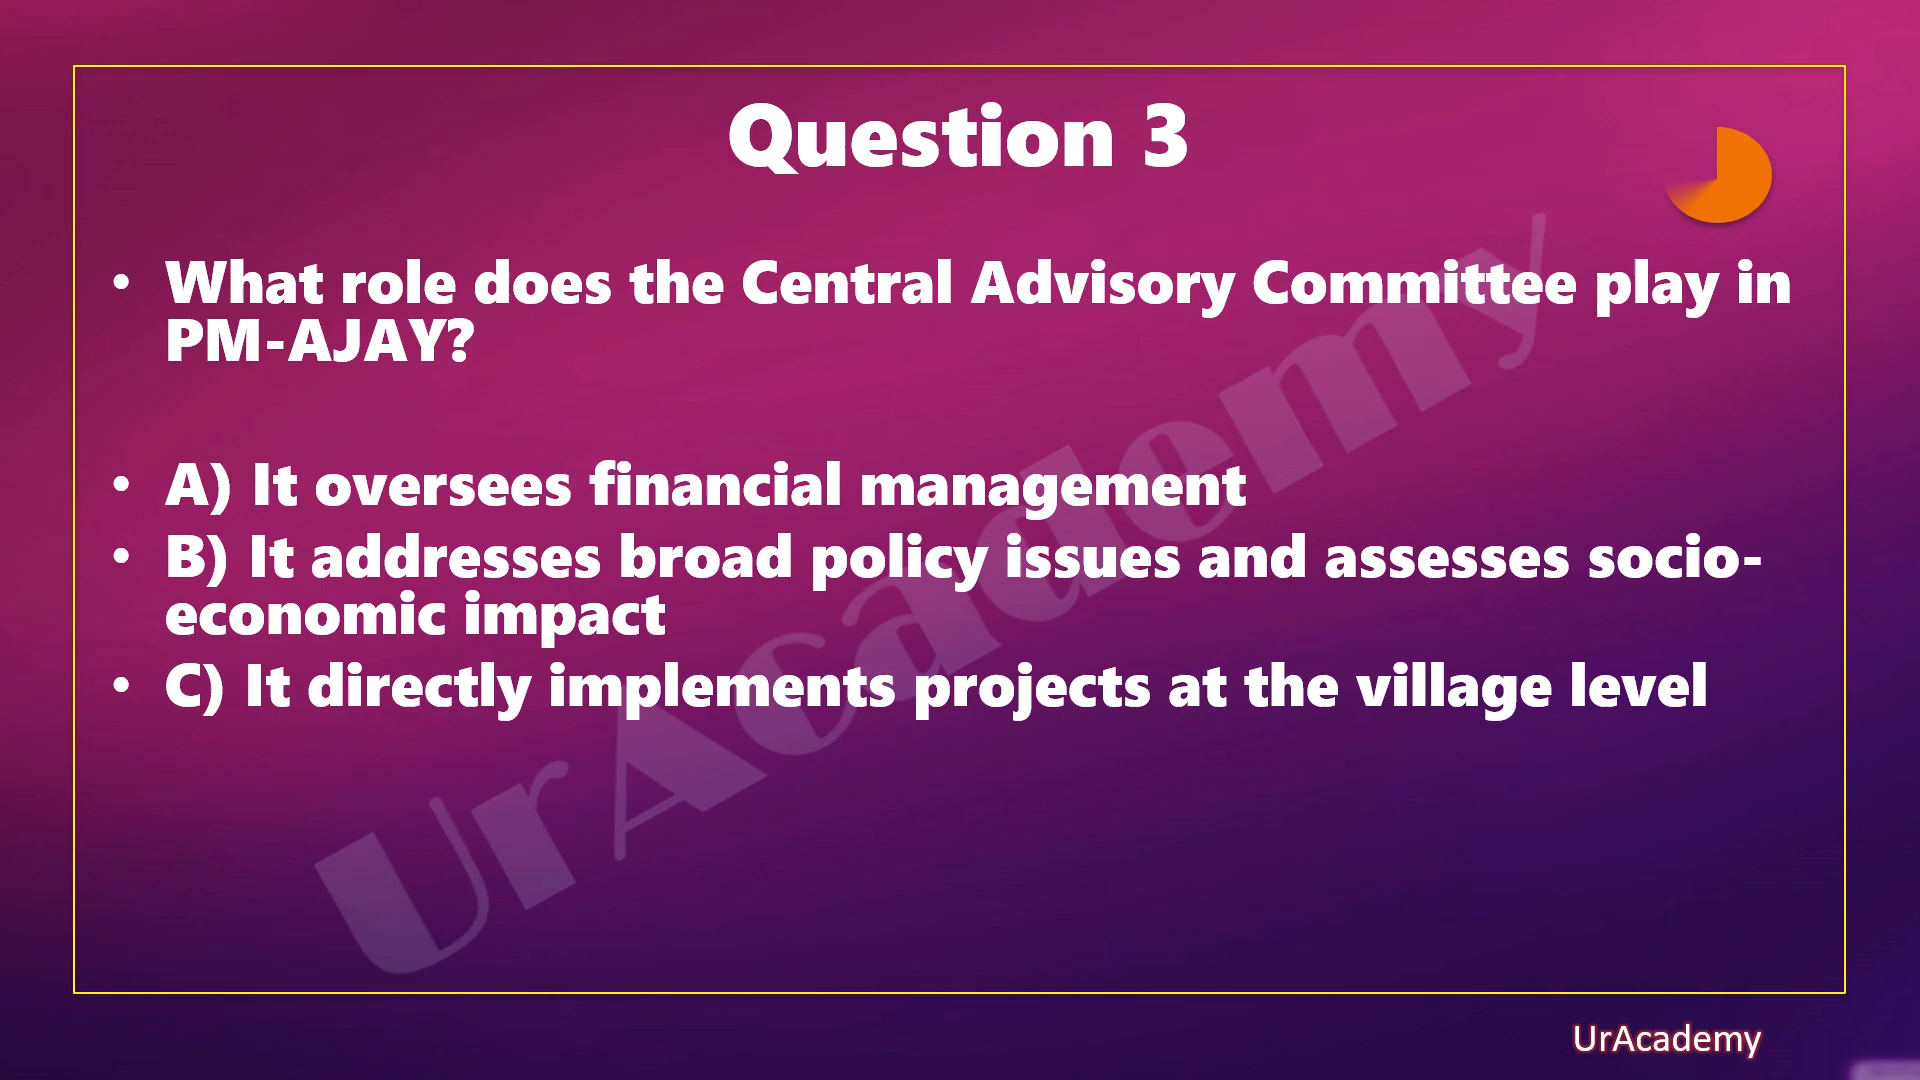 Question 3
• What role does the Central Advisory Committee play in
PM-AJAY?
• A) It oversees financial management
• B) It addresses broad policy issues and assesses socio-
economic impact
• C) It directly implements projects at the village level
UrAcademy
UrAcademy